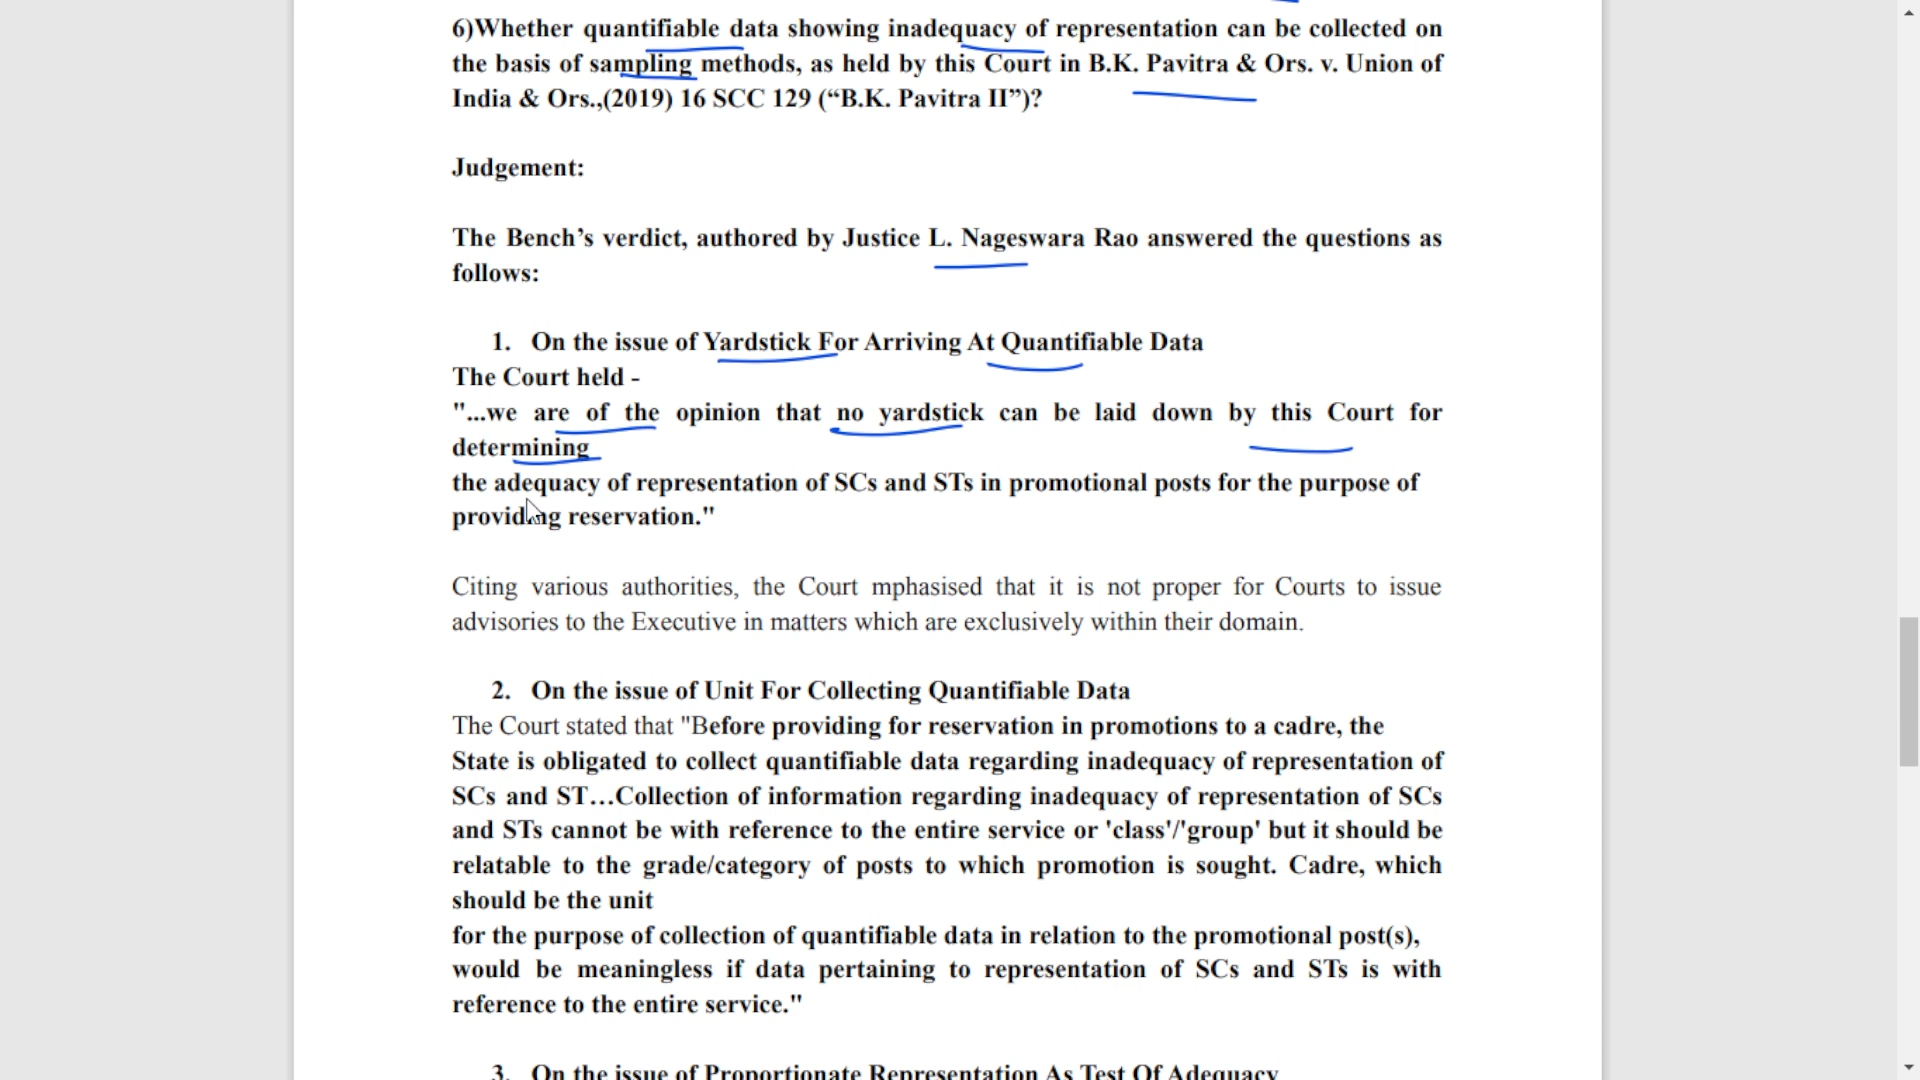 6)Whether quantifiable data showing inadequacy of representation can be collected on
the basis of sampling methods, as held by this Court in B.K. Pavitra & Ors. v. Union of
India & Ors.,(2019) 16 SCC 129 (“B.K. Pavitra II”)?
Judgement:
The Bench’s verdict, authored by Justice L. Nageswara Rao answered the questions as
follows:
1. On the issue of Yardstick For Arriving At Quantifiable Data
The Court held -
"...we are of the opinion that no yardstick can be laid down by this Court for
determining
the adequacy of representation of SCs and STs in promotional posts for the purpose of
providing reservation."
Citing various authorities, the Court mphasised that it is not proper for Courts to issue
advisories to the Executive in matters which are exclusively within their domain.
2. On the issue of Unit For Collecting Quantifiable Data
The Court stated that "Before providing for reservation in promotions to a cadre, the
State is obligated to collect quantifiable data regarding inadequacy of representation of
SCs and ST…Collection of information regarding inadequacy of representation of SCs
and STs cannot be with reference to the entire service or 'class'/'group' but it should be
relatable to the grade/category of posts to which promotion is sought. Cadre, which
should be the unit
for the purpose of collection of quantifiable data in relation to the promotional post(s),
would be meaningless if data pertaining to representation of SCs and STs is with
reference to the entire service."
3. On the issue of Proportionate Representation As Test Of Adequacy